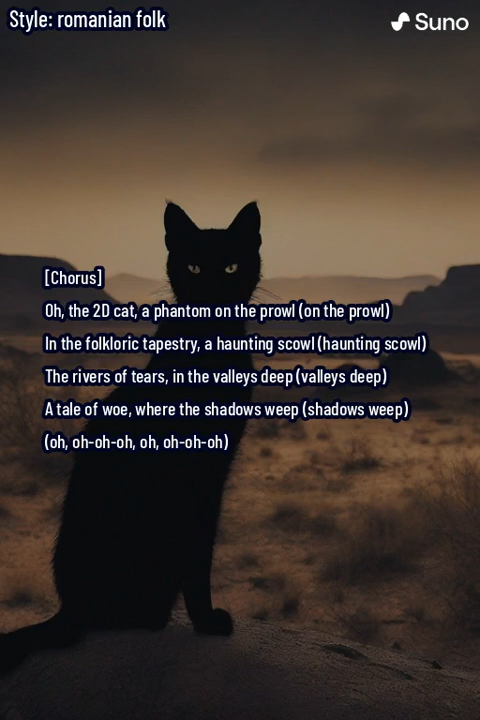 Style: romanian folk
Suno
[Chorus]
Oh, the 2D cat, a phantom on the prowl (on the prowl)
In the folkloric tapestry, a haunting scowl (haunting scowl)
The rivers of tears, in the valleys deep (valleys deep)
A tale of woe, where the shadows weep (shadows weep)
(oh, oh-oh-oh, oh, oh-oh-oh)